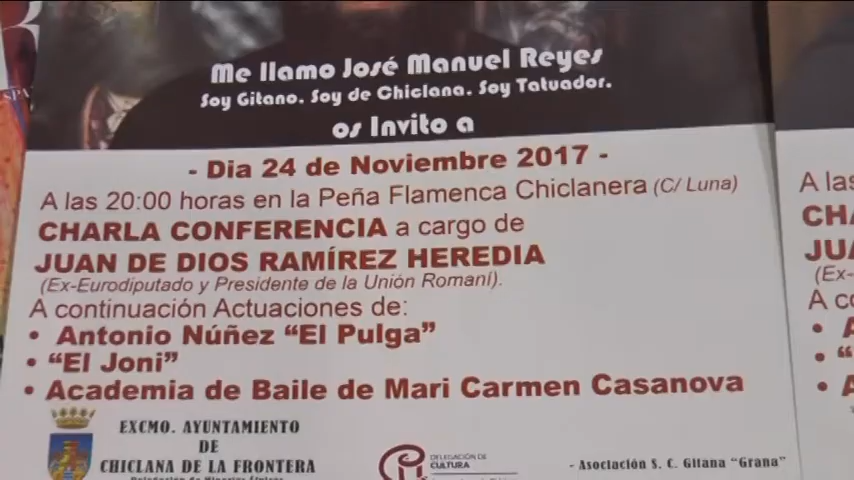 Me llamo José Manuel Reyes
Soy Gitano. Soy de Chiclana. Soy Tatuador.
os Invito a
- Dia 24 de Noviembre 2017 -
A las 20:00 horas en la Peña Flamenca Chiclanera (C/ Luna)
CHARLA CONFERENCIA a cargo de
JUAN DE DIOS RAMÍREZ HEREDIA
(Ex-Eurodiputado y Presidente de la Unión Romaní).
A continuación Actuaciones de:
• Antonio Núñez “El Pulga”
• “El Joni”
• Academia de Baile de Mari Carmen Casasnova
EXCMO. AYUNTAMIENTO
DE
CHICLANA DE LA FRONTERA
DELEGACIÓN DE
CULTURA
- Asociación S. C. Gitana “Grana” -
A las
CHA
JUA
(Ex-
A co
• A
• “
• A